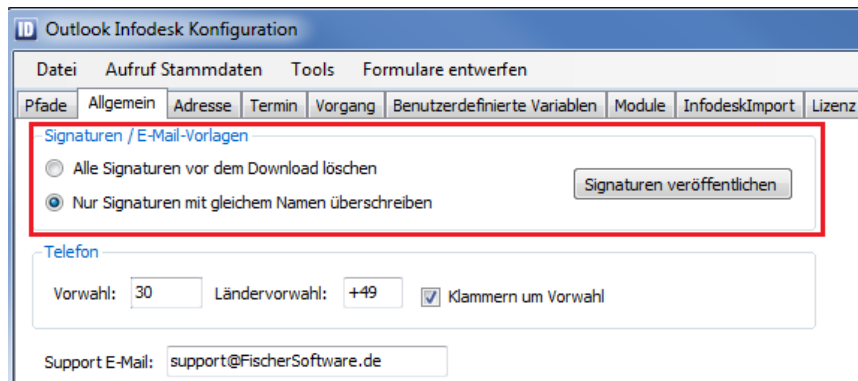 ID Outlook Infodesk Konfiguration
Datei Aufruf Stammdaten Tools Formulare entwerfen
Pfade Allgemein Adresse Termin Vorgang Benutzerdefinierte Variablen Module InfodeskImport Lizenz
Signaturen / E-Mail-Vorlagen
Alle Signaturen vor dem Download löschen
Signaturen veröffentlichen
Nur Signaturen mit gleichem Namen überschreiben
Telefon
Vorwahl: 30 Ländervorwahl: +49 Klammern um Vorwahl
Support E-Mail: support@FischerSoftware.de